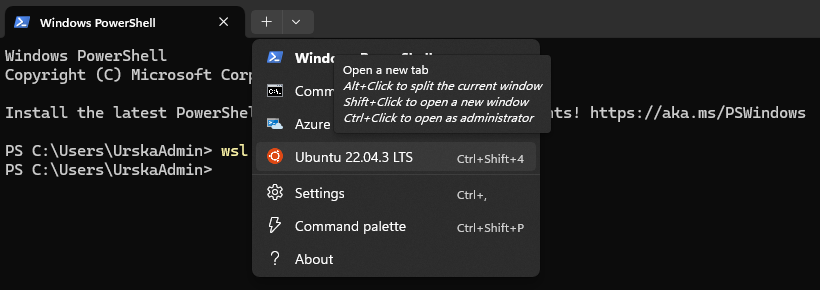 Windows PowerShell
Windows PowerShell
Copyright (C) Microsoft Corp
Install the latest PowerShel
nts! https://aka.ms/PSWindows
PS C:\Users\UrskaAdmin> wsl
PS C:\Users\UrskaAdmin>
Open a new tab
Alt+Click to split the current window
Shift+Click to open a new window
Ctrl+Click to open as administrator
Comm
Azure
Ubuntu 22.04.3 LTS Ctrl+Shift+4
Settings Ctrl+,
Command palette Ctrl+Shift+P
About